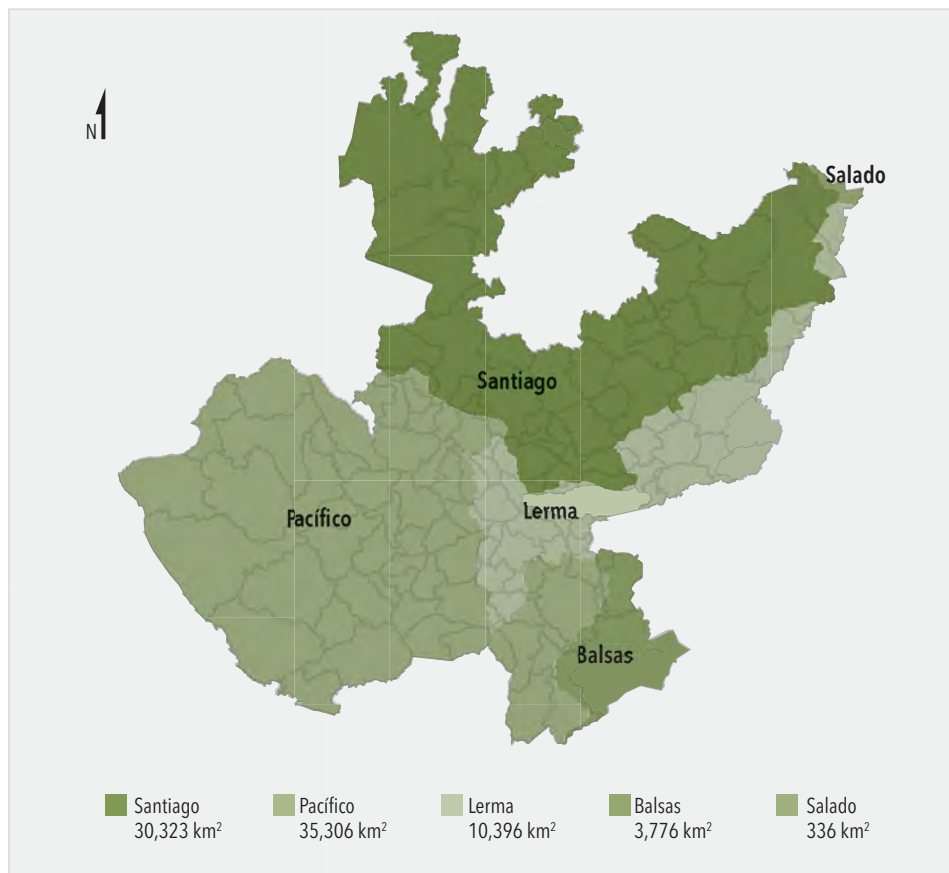 N
Salado
Santiago
Pacífico
Lerma
Balsas
Santiago
30,323 km²
Pacífico
35,306 km²
Lerma
10,396 km²
Balsas
3,776 km²
Salado
336 km²